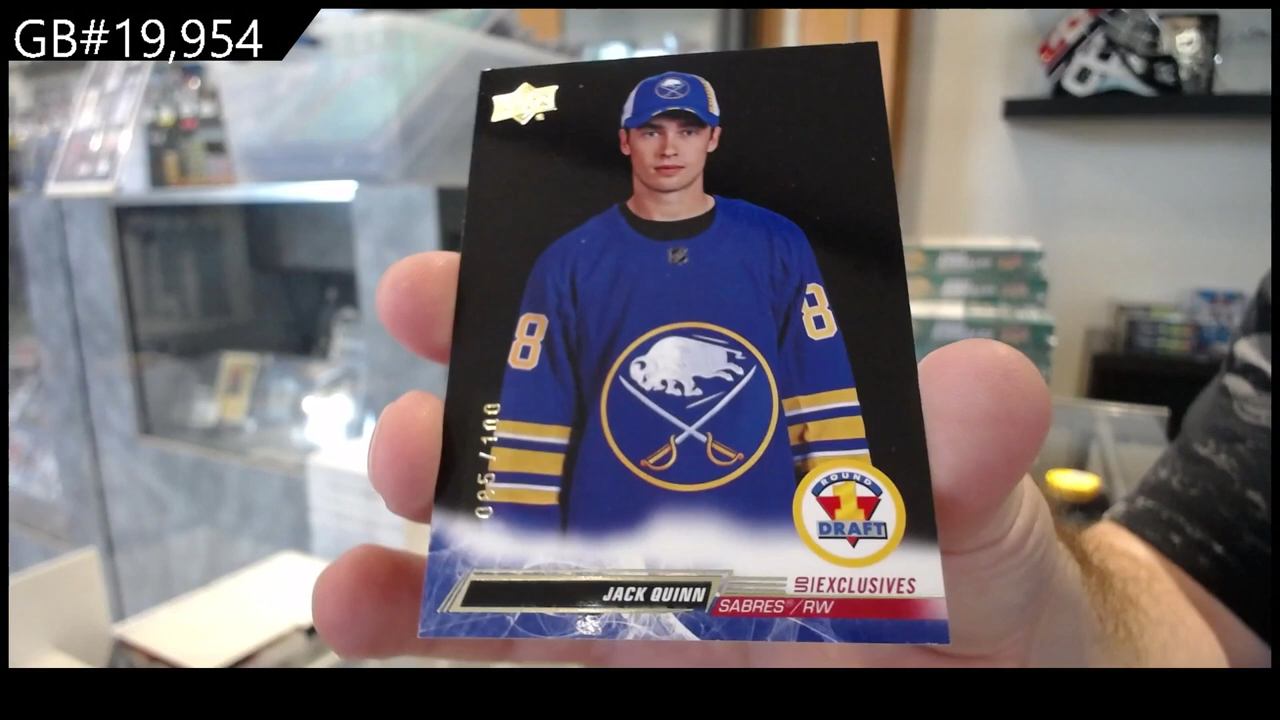 GB#19,954
8
8
095/100
ROUND
1
DRAFT
UD|EXCLUSIVES
JACK QUINN
SABRES / RW